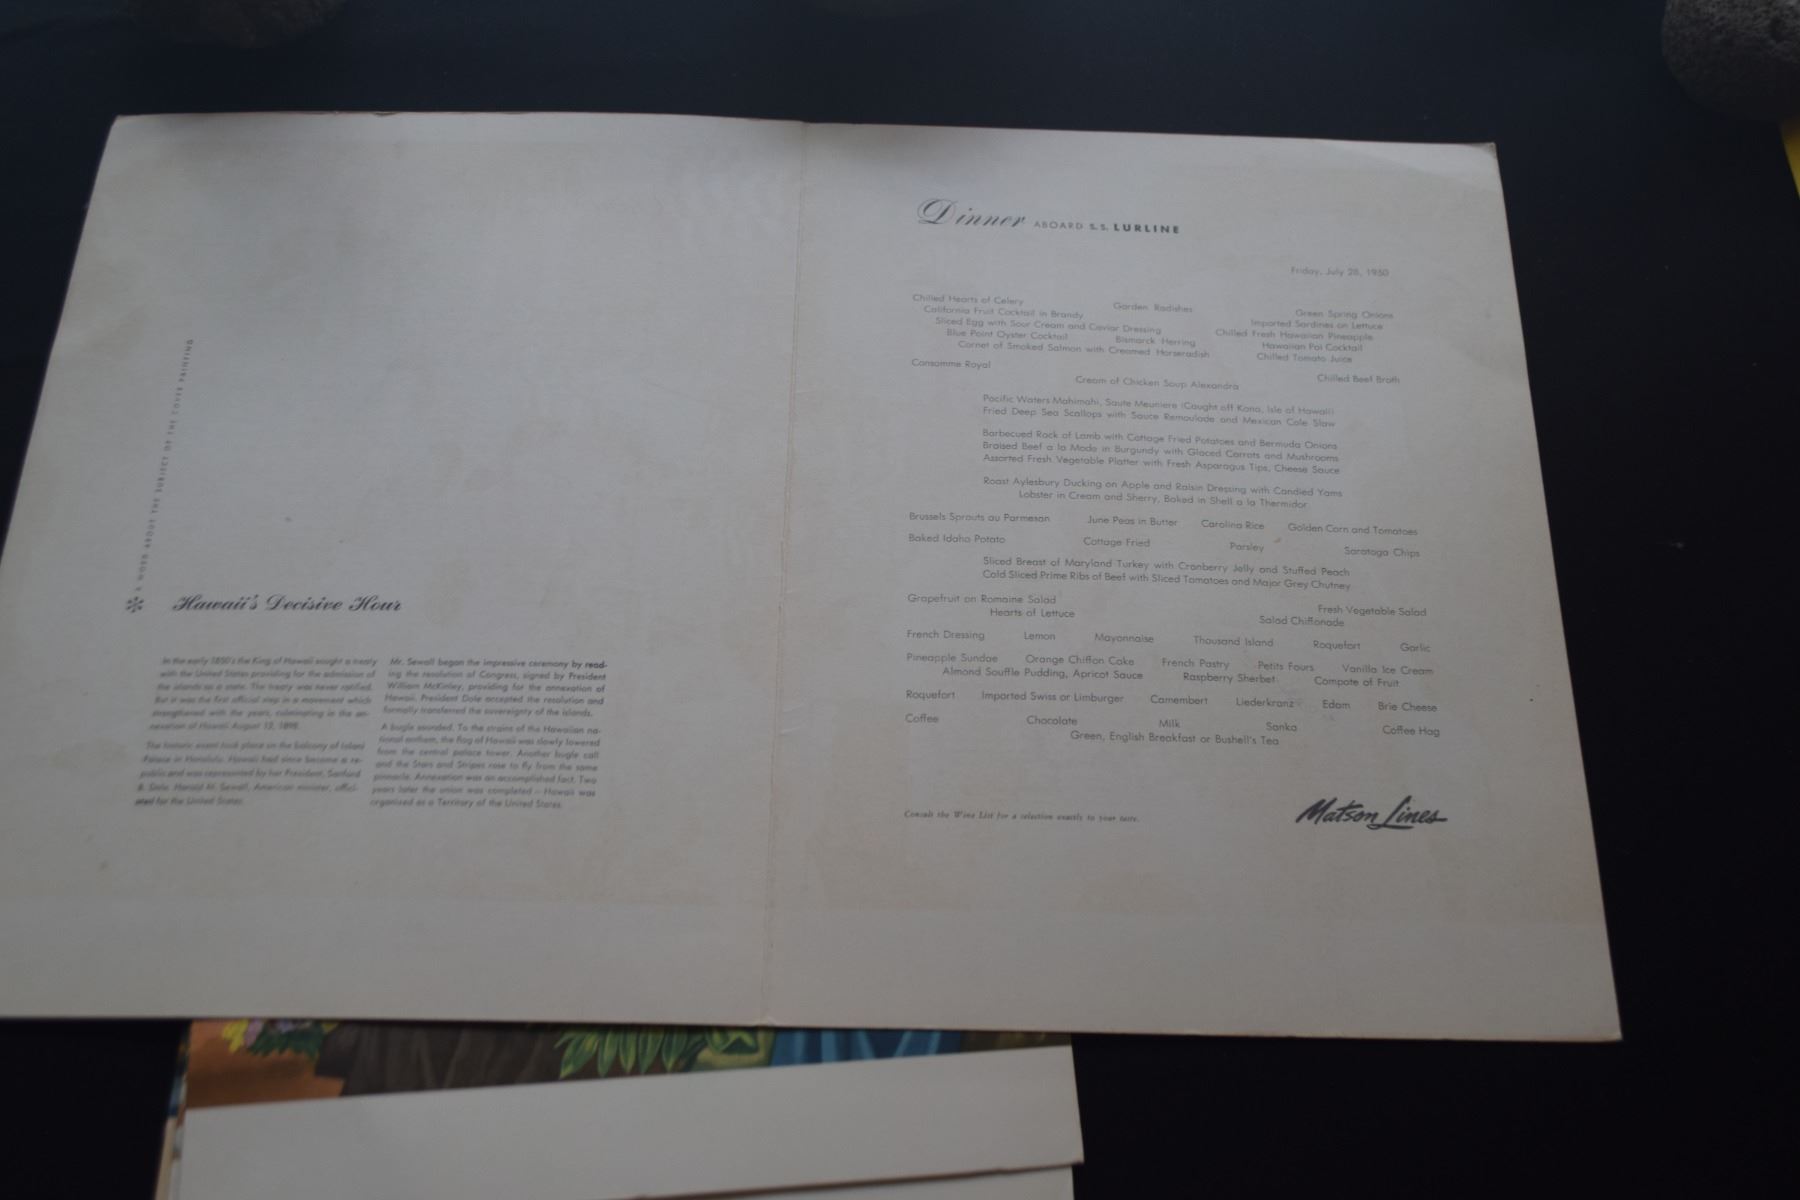 A WORD ABOUT THE SUBJECT OF THE COVER PAINTING
Hawaii's Decisive Hour
In the early 1850's the King of Hawaii sought a treaty
with the United States providing for the admission of
the islands as a state. The treaty was never ratified.
But it was the first official step in a movement which
strengthened with the years, culminating in the an-
nexation of Hawaii August 12, 1898.
The historic event took place on the balcony of Iolani
Palace in Honolulu. Hawaii had since become a re-
public and was represented by her President, Sanford
B. Dole. Harold M. Sewall, American minister, offici-
ated for the United States.
Mr. Sewall began the impressive ceremony by read-
ing the resolution of Congress, signed by President
William McKinley, providing for the annexation of
Hawaii. President Dole accepted the resolution and
formally transferred the sovereignty of the islands.
A bugle sounded. To the strains of the Hawaiian na-
tional anthem, the flag of Hawaii was slowly lowered
from the central palace tower. Another bugle call
and the Stars and Stripes rose to fly from the same
pinnacle. Annexation was an accomplished fact. Two
years later the union was completed — Hawaii was
organized as a Territory of the United States.
Dinner ABOARD S.S. LURLINE
Friday, July 28, 1950
Chilled Hearts of Celery Garden Radishes Green Spring Onions
California Fruit Cocktail in Brandy Imported Sardines on Lettuce
Sliced Egg with Sour Cream and Caviar Dressing Chilled Fresh Hawaiian Pineapple
Blue Point Oyster Cocktail Bismarck Herring Hawaiian Poi Cocktail
Cornet of Smoked Salmon with Creamed Horseradish Chilled Tomato Juice
Consomme Royal Cream of Chicken Soup Alexandra Chilled Beef Broth
Pacific Waters Mahimahi, Saute Meuniere (Caught off Kona, Isle of Hawaii)
Fried Deep Sea Scallops with Sauce Remoulade and Mexican Cole Slaw
Barbecued Rack of Lamb with Cottage Fried Potatoes and Bermuda Onions
Braised Beef a la Mode in Burgundy with Glaced Carrots and Mushrooms
Assorted Fresh Vegetable Platter with Fresh Asparagus Tips, Cheese Sauce
Roast Aylesbury Duckling on Apple and Raisin Dressing with Candied Yams
Lobster in Cream and Sherry, Baked in Shell a la Thermidor
Brussels Sprouts au Parmesan June Peas in Butter Carolina Rice Golden Corn and Tomatoes
Baked Idaho Potato Cottage Fried Parsley Saratoga Chips
Sliced Breast of Maryland Turkey with Cranberry Jelly and Stuffed Peach
Cold Sliced Prime Ribs of Beef with Sliced Tomatoes and Major Grey Chutney
Grapefruit on Romaine Salad Fresh Vegetable Salad
Hearts of Lettuce Salad Chiffonade
French Dressing Lemon Mayonnaise Thousand Island Roquefort Garlic
Pineapple Sundae Orange Chiffon Cake French Pastry Petits Fours Vanilla Ice Cream
Almond Souffle Pudding, Apricot Sauce Raspberry Sherbet Compote of Fruit
Roquefort Imported Swiss or Limburger Camembert Liederkranz Edam Brie Cheese
Coffee Chocolate Milk Sanka Coffee Hag
Green, English Breakfast or Bushell's Tea
Consult the Wine List for a selection exactly to your taste.
Matson Lines